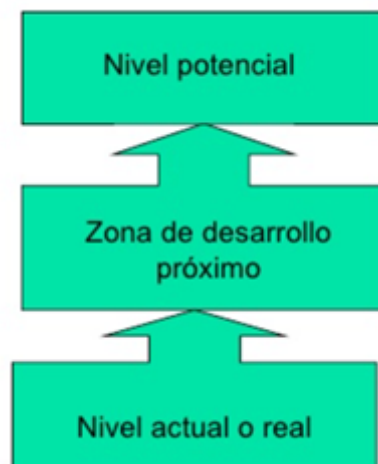 Nivel potencial
Zona de desarrollo
próximo
Nivel actual o real